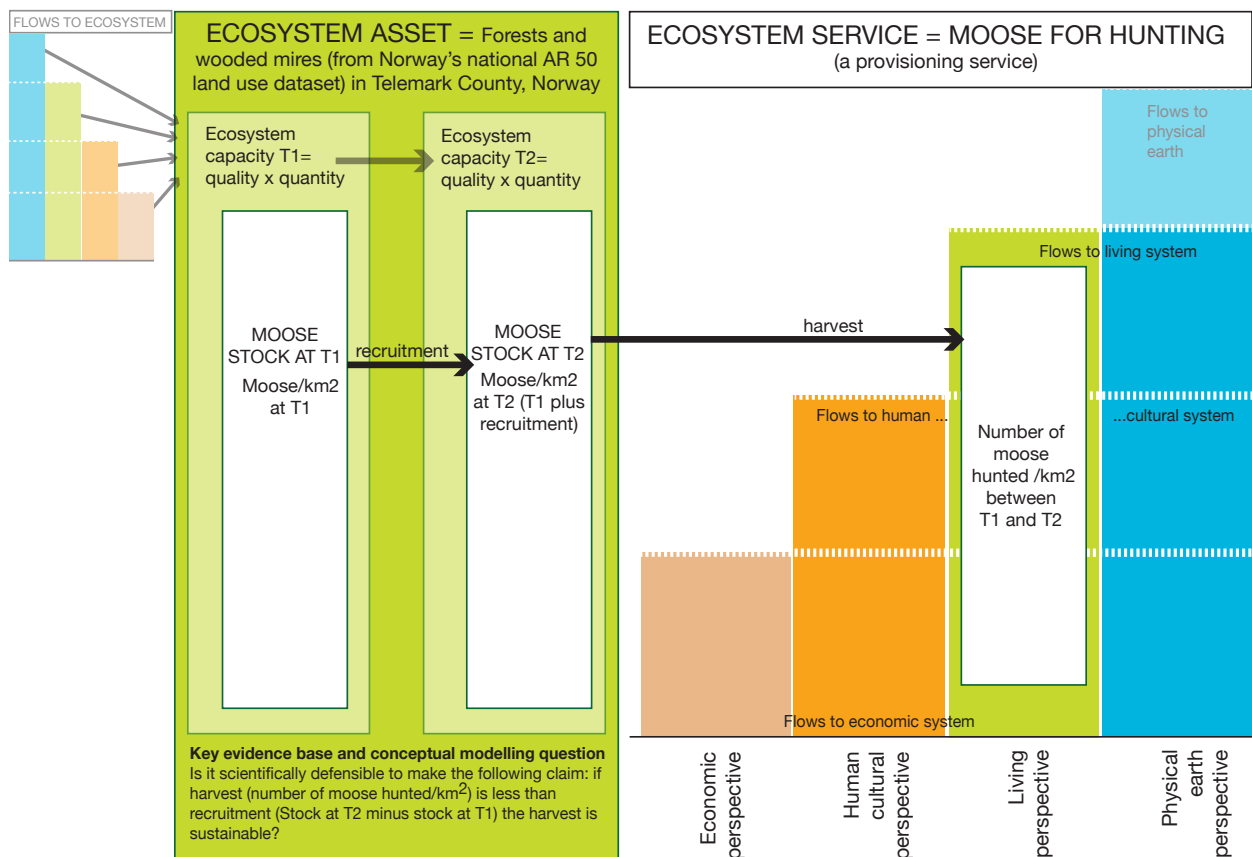 FLOWS TO ECOSYSTEM
ECOSYSTEM ASSET = Forests and
wooded mires (from Norway's national AR 50
land use dataset) in Telemark County, Norway
Ecosystem
capacity T1=
quality x quantity
Ecosystem
capacity T2=
quality x quantity
MOOSE
STOCK AT T1
Moose/km2
at T1
recruitment
MOOSE
STOCK AT T2
Moose/km2
at T2 (T1 plus
recruitment)
Key evidence base and conceptual modelling question
Is it scientifically defensible to make the following claim: if
harvest (number of moose hunted/km2) is less than
recruitment (Stock at T2 minus stock at T1) the harvest is
sustainable?
ECOSYSTEM SERVICE = MOOSE FOR HUNTING
(a provisioning service)
Flows to
physical
earth
Flows to living system
harvest
Flows to human ...
...cultural system
Number of
moose
hunted /km2
between
T1 and T2
Flows to economic system
Economic
perspective
Human
cultural
perspective
Living
perspective
Physical
earth
perspective